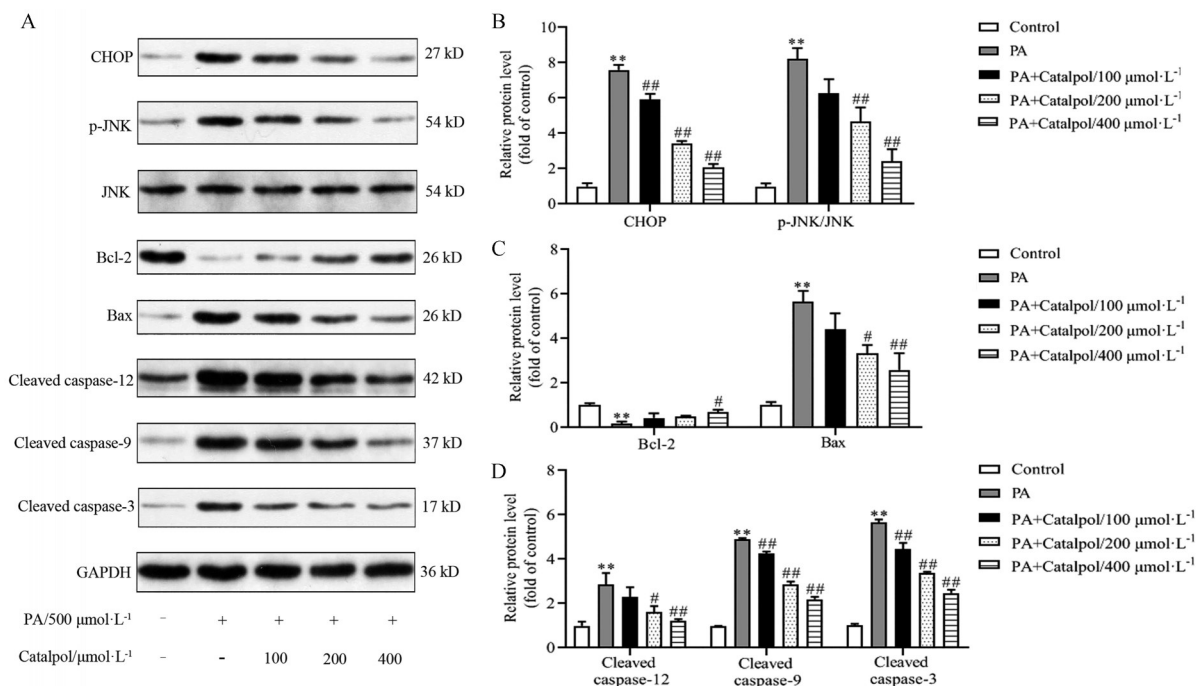 A
CHOP 27 kD
p-JNK 54 kD
JNK 54 kD
Bcl-2 26 kD
Bax 26 kD
Cleaved caspase-12 42 kD
Cleaved caspase-9 37 kD
Cleaved caspase-3 17 kD
GAPDH 36 kD
PA/500 μmol·L⁻¹ - + + + +
Catalpol/μmol·L⁻¹ - - 100 200 400
B
Relative protein level
(fold of control)
10
8
6
4
2
0
** ## ## ##
** ## ##
CHOP p-JNK/JNK
Control
PA
PA+Catalpol/100 μmol·L⁻¹
PA+Catalpol/200 μmol·L⁻¹
PA+Catalpol/400 μmol·L⁻¹
C
Relative protein level
(fold of control)
8
6
4
2
0
** #
** # ##
Bcl-2 Bax
Control
PA
PA+Catalpol/100 μmol·L⁻¹
PA+Catalpol/200 μmol·L⁻¹
PA+Catalpol/400 μmol·L⁻¹
D
Relative protein level
(fold of control)
8
6
4
2
0
** # ##
** ## ## ##
** ## ## ##
Cleaved Cleaved Cleaved
caspase-12 caspase-9 caspase-3
Control
PA
PA+Catalpol/100 μmol·L⁻¹
PA+Catalpol/200 μmol·L⁻¹
PA+Catalpol/400 μmol·L⁻¹